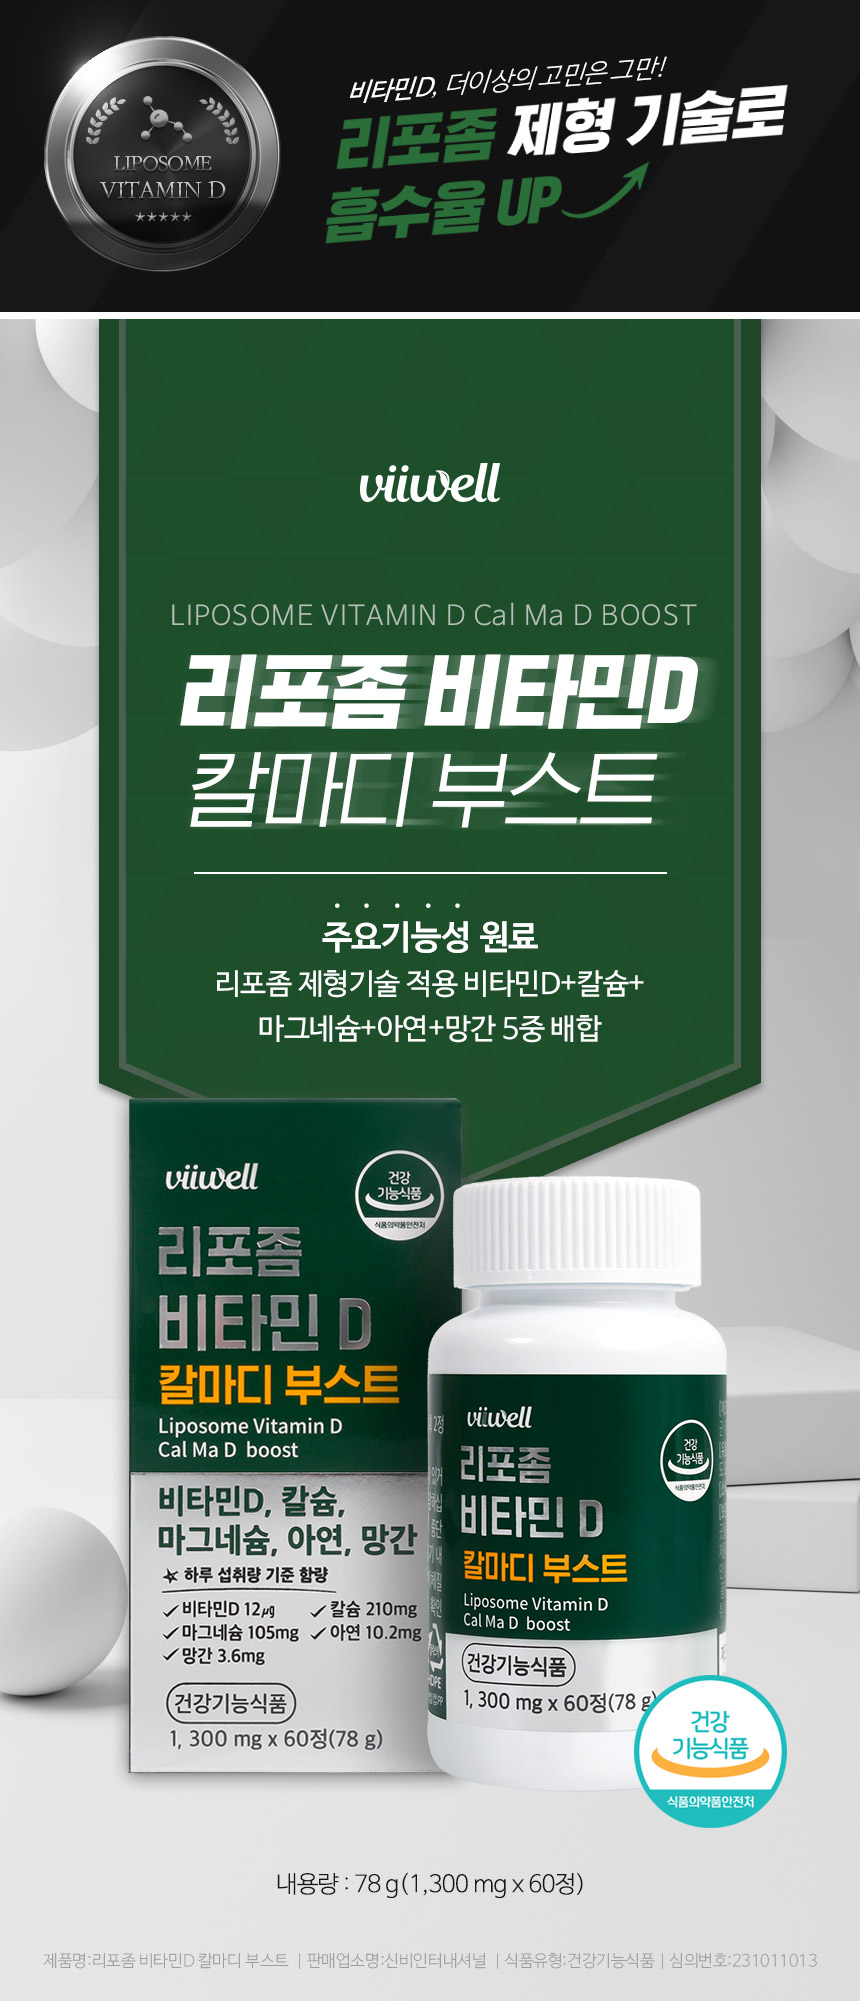 LIPOSOME
VITAMIN D
비타민D, 더이상의 고민은 그만!
리포좀 제형 기술로
흡수율 UP
viiwell
LIPOSOME VITAMIN D Cal Ma D BOOST
리포좀 비타민D
칼마디 부스트
주요기능성 원료
리포좀 제형기술 적용 비타민D+칼슘+
마그네슘+아연+망간 5중 배합
viiwell
건강
기능식품
식품의약품안전처
리포좀
비타민 D
칼마디 부스트
Liposome Vitamin D
Cal Ma D boost
비타민D, 칼슘,
마그네슘, 아연, 망간
하루 섭취량 기준 함량
비타민D 12㎍ 칼슘 210mg
마그네슘 105mg 아연 10.2mg
망간 3.6mg
건강기능식품
1, 300 mg x 60정(78 g)
viiwell
건강
기능식품
식품의약품안전처
리포좀
비타민 D
칼마디 부스트
Liposome Vitamin D
Cal Ma D boost
건강기능식품
1, 300 mg x 60정(78 g)
건강
기능식품
식품의약품안전처
내용량 : 78 g (1,300 mg x 60정)
제품명:리포좀 비타민D 칼마디 부스트 | 판매업소명:신비인터내셔널 | 식품유형:건강기능식품 | 심의번호:231011013